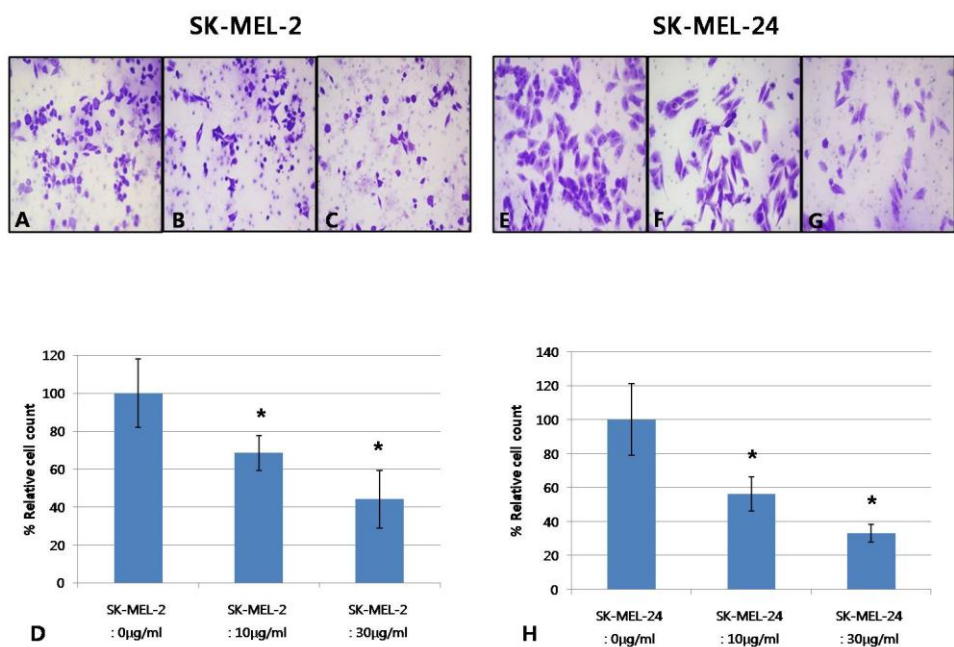 SK-MEL-2
SK-MEL-24
A
B
C
E
F
G
% Relative cell count
120
100
80
60
40
20
0
*
*
SK-MEL-2
: 0µg/ml
SK-MEL-2
: 10µg/ml
SK-MEL-2
: 30µg/ml
D
% Relative cell count
140
120
100
80
60
40
20
0
*
*
SK-MEL-24
: 0µg/ml
SK-MEL-24
: 10µg/ml
SK-MEL-24
: 30µg/ml
H